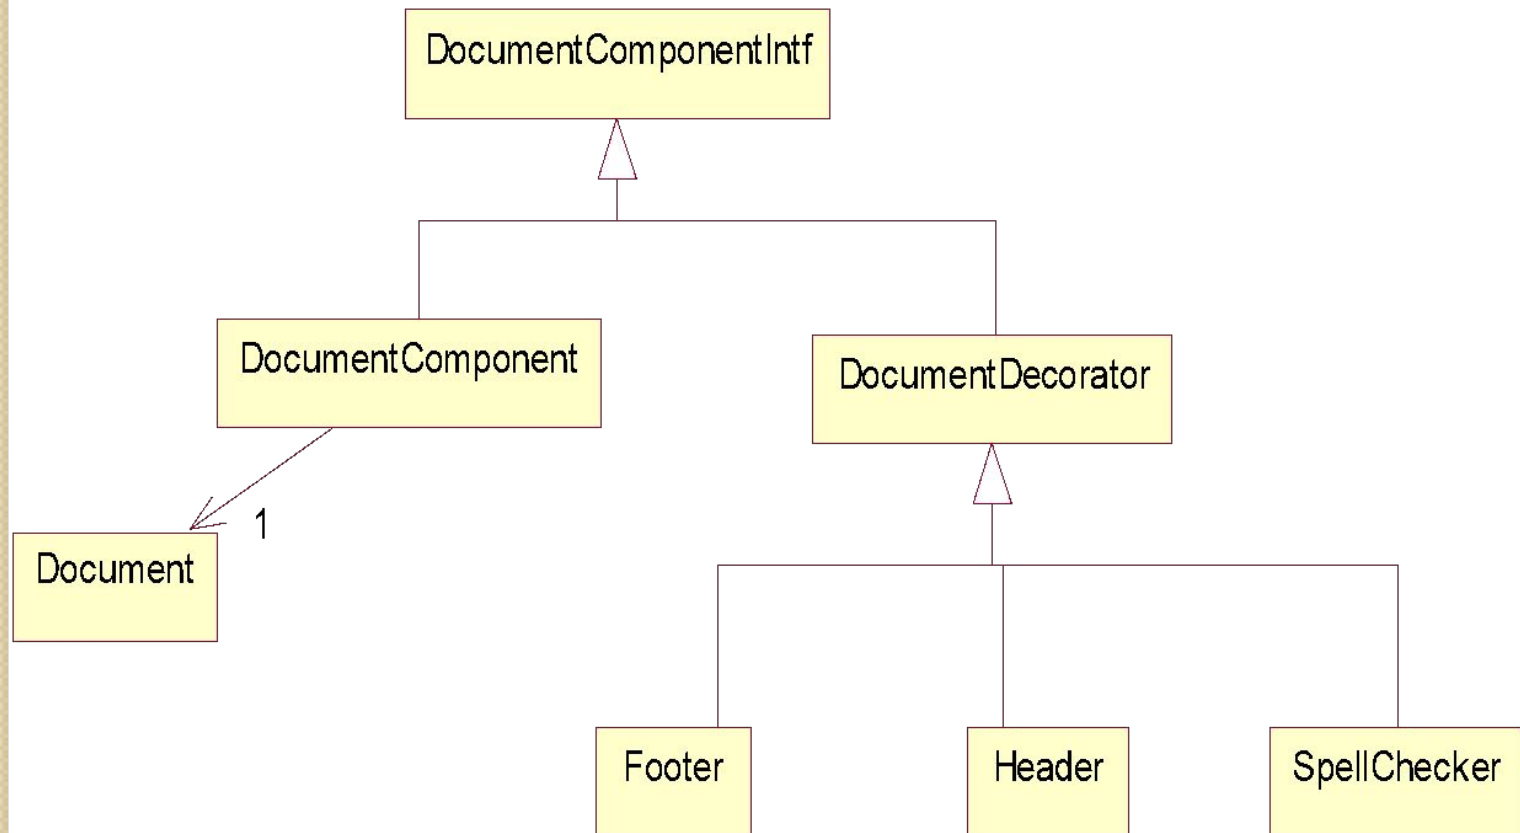 DocumentComponentIntf
DocumentComponent
DocumentDecorator
1
Document
Footer
Header
SpellChecker